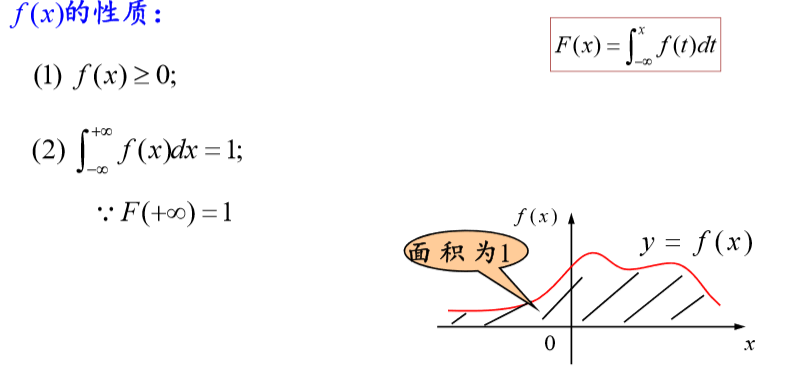 f(x)的性质：
F(x) = ∫_{-∞}^{x} f(t)dt
(1) f(x) ≥ 0;
(2) ∫_{-∞}^{+∞} f(x)dx = 1;
∵ F(+∞) = 1
f(x)
面积为1
y = f(x)
0
x